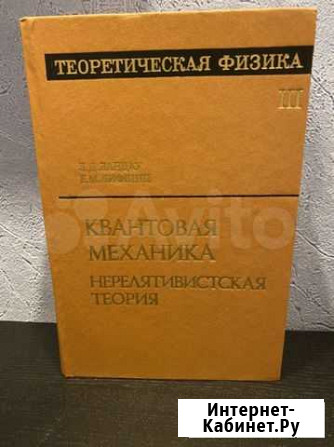 ТЕОРЕТИЧЕСКАЯ ФИЗИКА
III
Л.Д. ЛАНДАУ
Е.М. ЛИФШИЦ
КВАНТОВАЯ
МЕХАНИКА
НЕРЕЛЯТИВИСТСКАЯ
ТЕОРИЯ
Avito
Интернет-
Кабинет.Ру